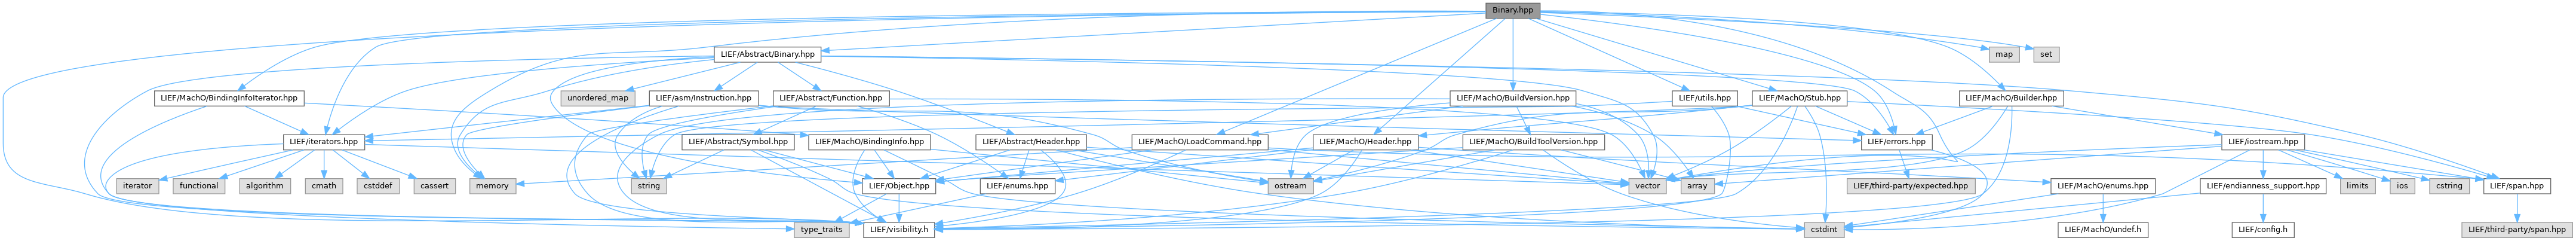 Binary.hpp
LIEF/Abstract/Binary.hpp
map
set
LIEF/MachO/BindingInfoIterator.hpp
unordered_map
LIEF/asm/Instruction.hpp
LIEF/Abstract/Function.hpp
LIEF/MachO/BuildVersion.hpp
LIEF/utils.hpp
LIEF/MachO/Stub.hpp
LIEF/MachO/Builder.hpp
LIEF/iterators.hpp
LIEF/Abstract/Symbol.hpp
LIEF/MachO/BindingInfo.hpp
LIEF/Abstract/Header.hpp
LIEF/MachO/LoadCommand.hpp
LIEF/MachO/Header.hpp
LIEF/MachO/BuildToolVersion.hpp
LIEF/errors.hpp
LIEF/iostream.hpp
iterator
functional
algorithm
cmath
cstddef
cassert
memory
string
LIEF/Object.hpp
LIEF/enums.hpp
ostream
vector
array
LIEF/third-party/expected.hpp
LIEF/MachO/enums.hpp
LIEF/endianness_support.hpp
limits
ios
cstring
LIEF/span.hpp
type_traits
LIEF/visibility.h
cstdint
LIEF/MachO/undef.h
LIEF/config.h
LIEF/third-party/span.hpp